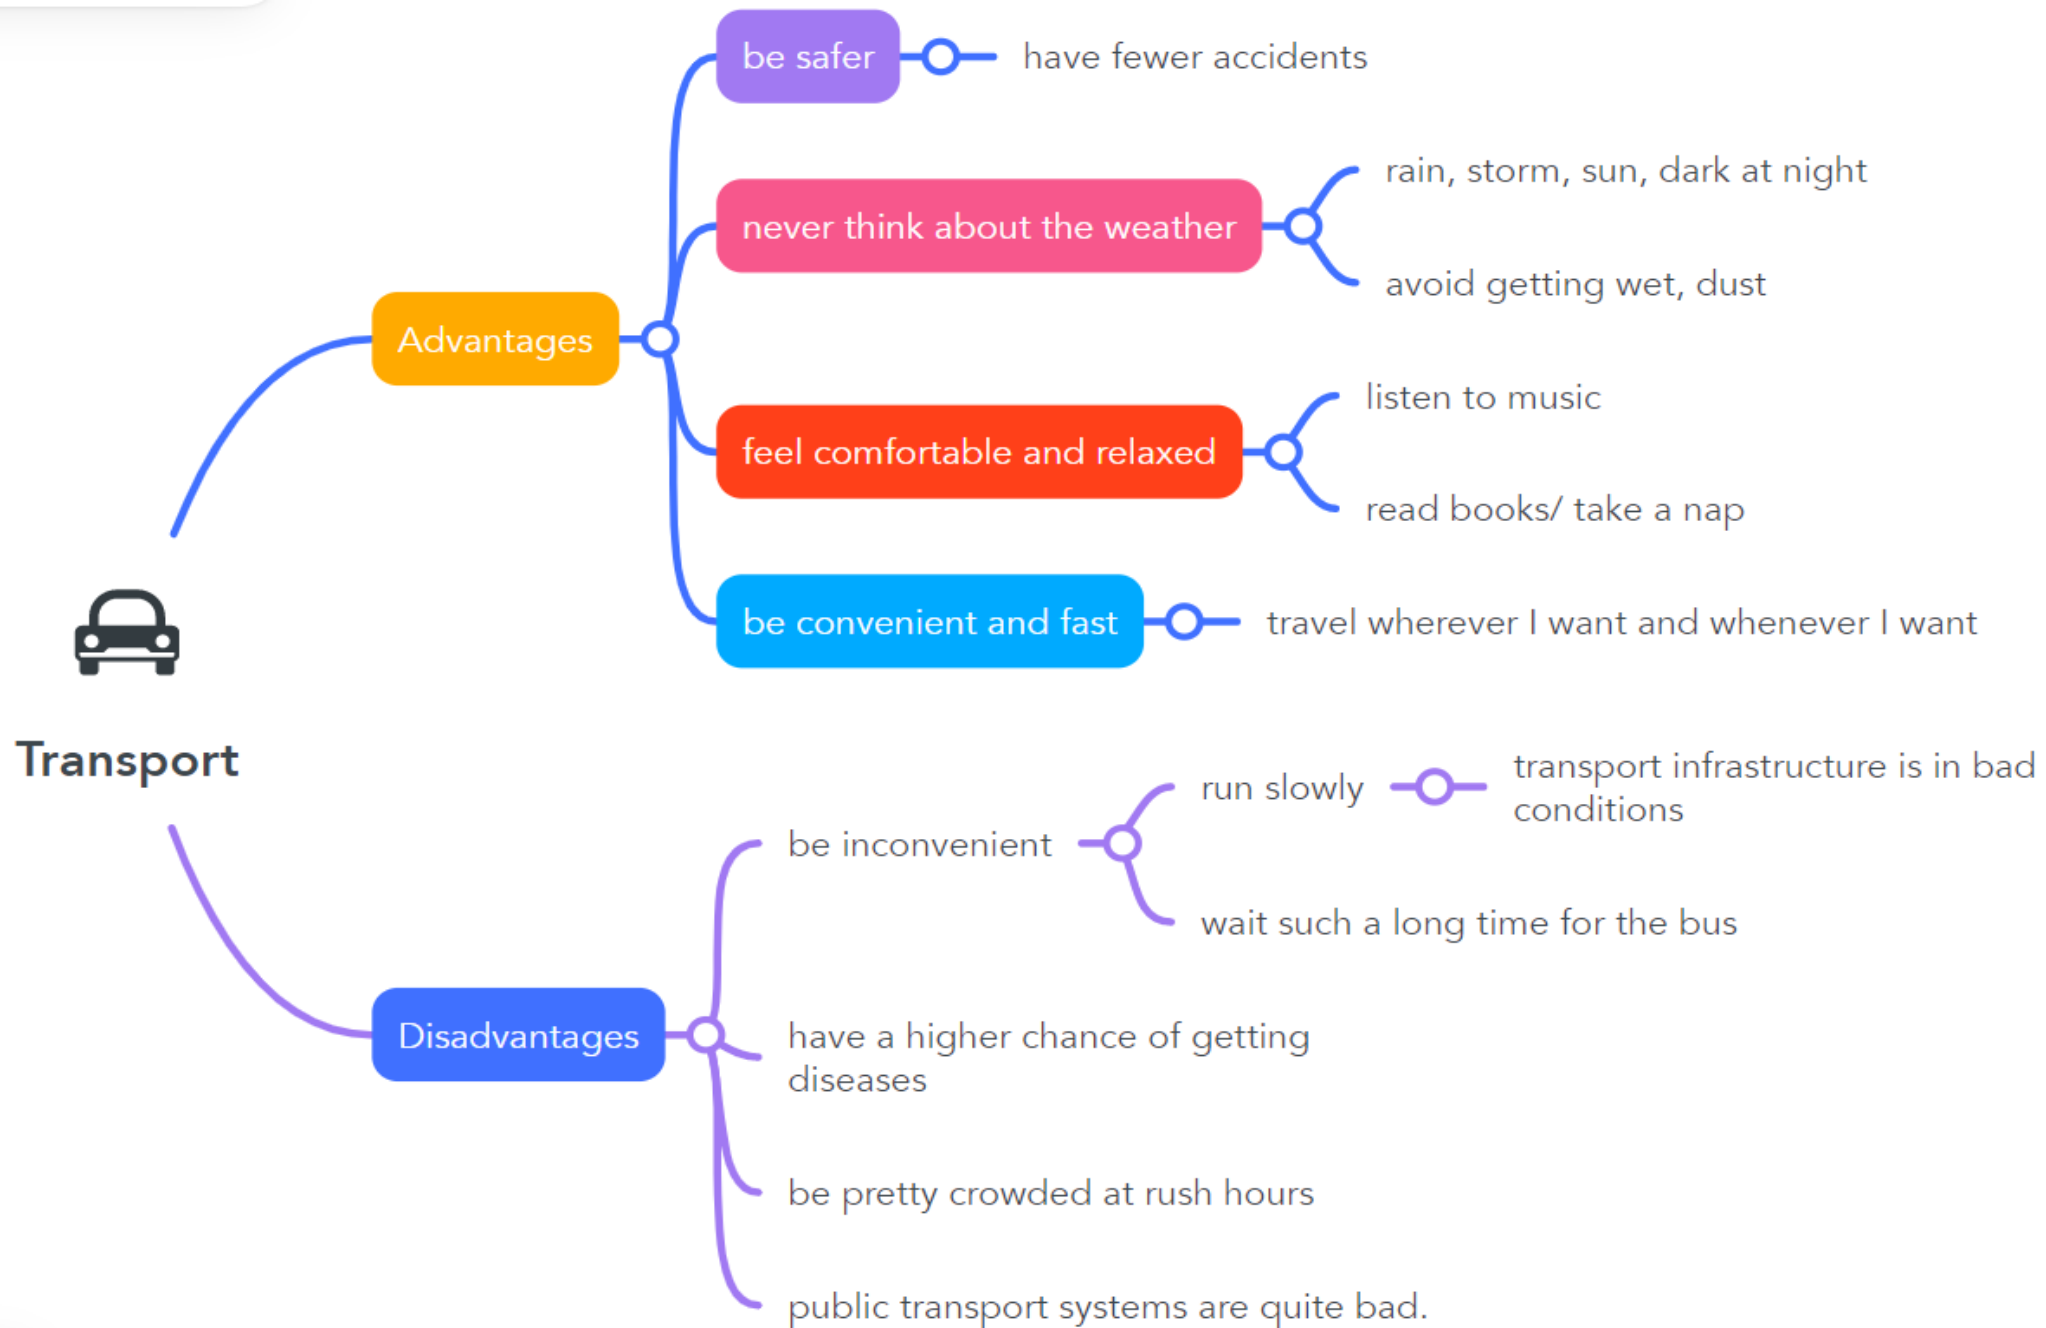 be safer
have fewer accidents
rain, storm, sun, dark at night
never think about the weather
avoid getting wet, dust
Advantages
listen to music
feel comfortable and relaxed
read books/ take a nap
be convenient and fast
travel wherever I want and whenever I want
Transport
run slowly
transport infrastructure is in bad
conditions
be inconvenient
wait such a long time for the bus
Disadvantages
have a higher chance of getting
diseases
be pretty crowded at rush hours
public transport systems are quite bad.